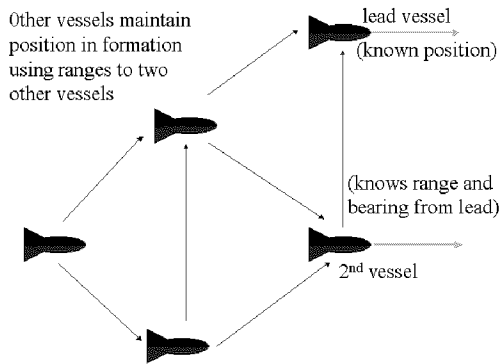 Other vessels maintain
position in formation
using ranges to two
other vessels
lead vessel
(known position)
(knows range and
bearing from lead)
2nd vessel